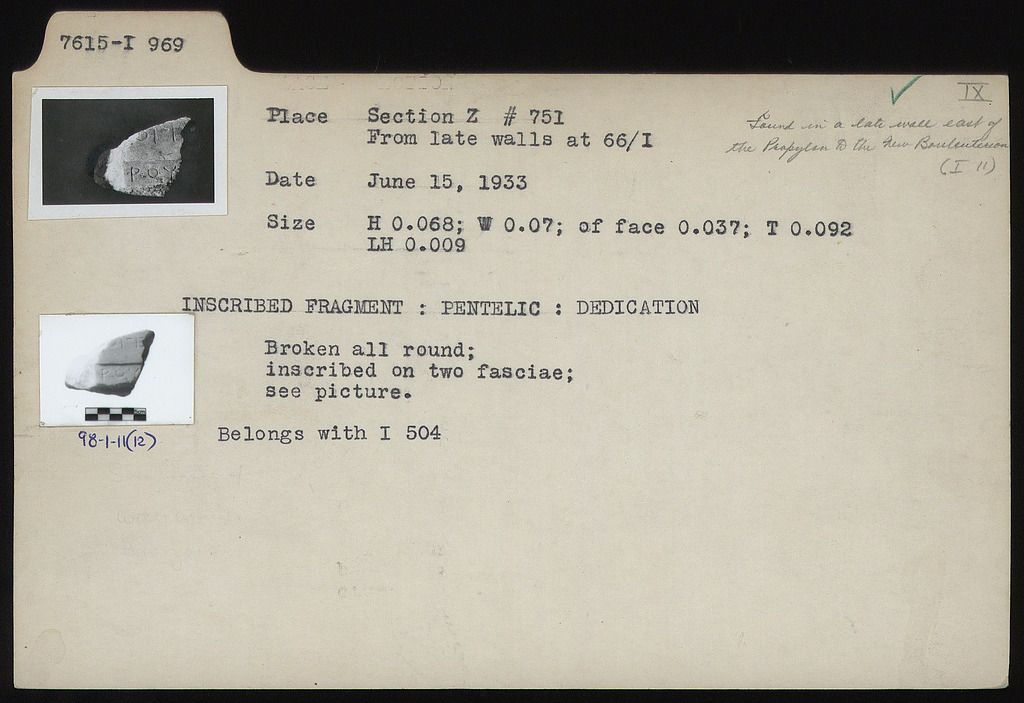 7615-I 969
IX
Place Section Z # 751
From late walls at 66/I
Found in a late wall east of
the Propylon to the New Bouleuterion
(I 11)
Date June 15, 1933
Size H 0.068; W 0.07; of face 0.037; T 0.092
LH 0.009
INSCRIBED FRAGMENT : PENTELIC : DEDICATION
Broken all round;
inscribed on two fasciae;
see picture.
98-1-11(12)
Belongs with I 504